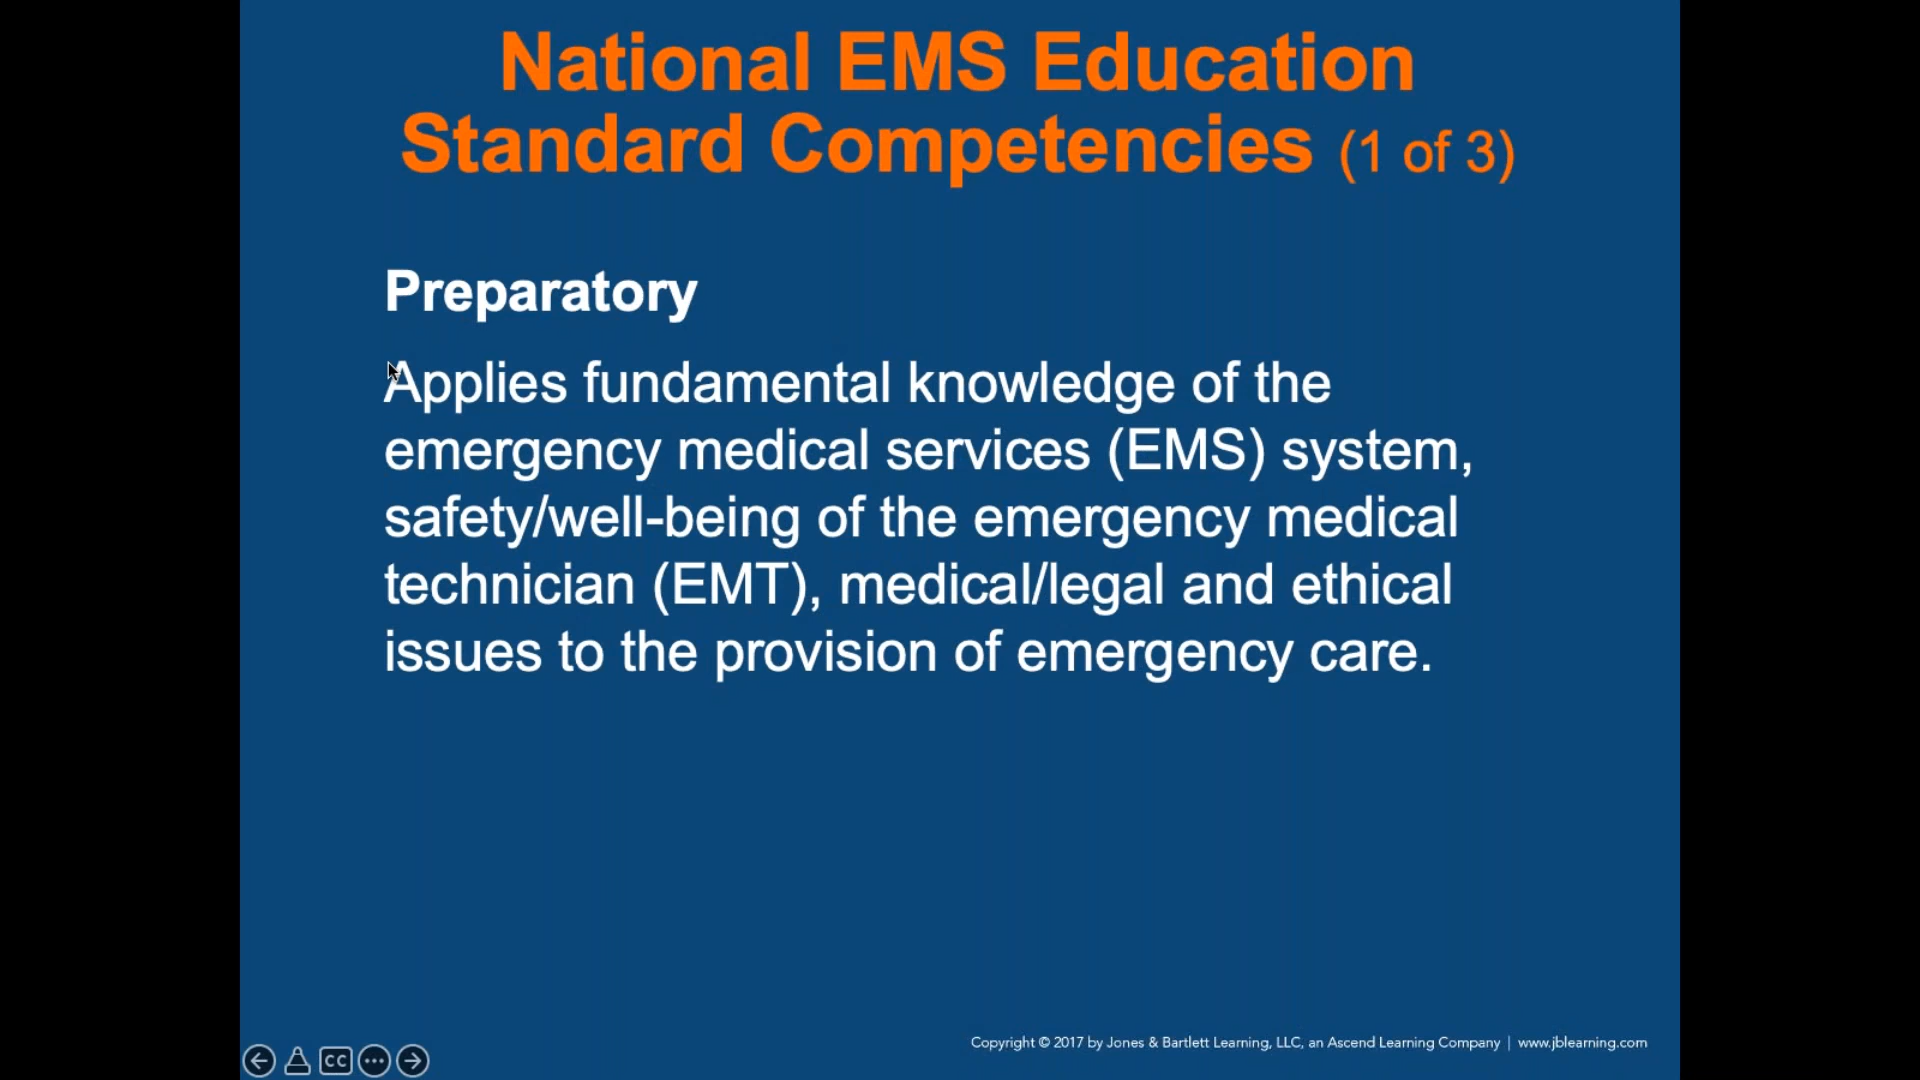 National EMS Education
Standard Competencies (1 of 3)
Preparatory
Applies fundamental knowledge of the
emergency medical services (EMS) system,
safety/well-being of the emergency medical
technician (EMT), medical/legal and ethical
issues to the provision of emergency care.
Copyright © 2017 by Jones & Bartlett Learning, LLC, an Ascend Learning Company | www.jblearning.com
CC